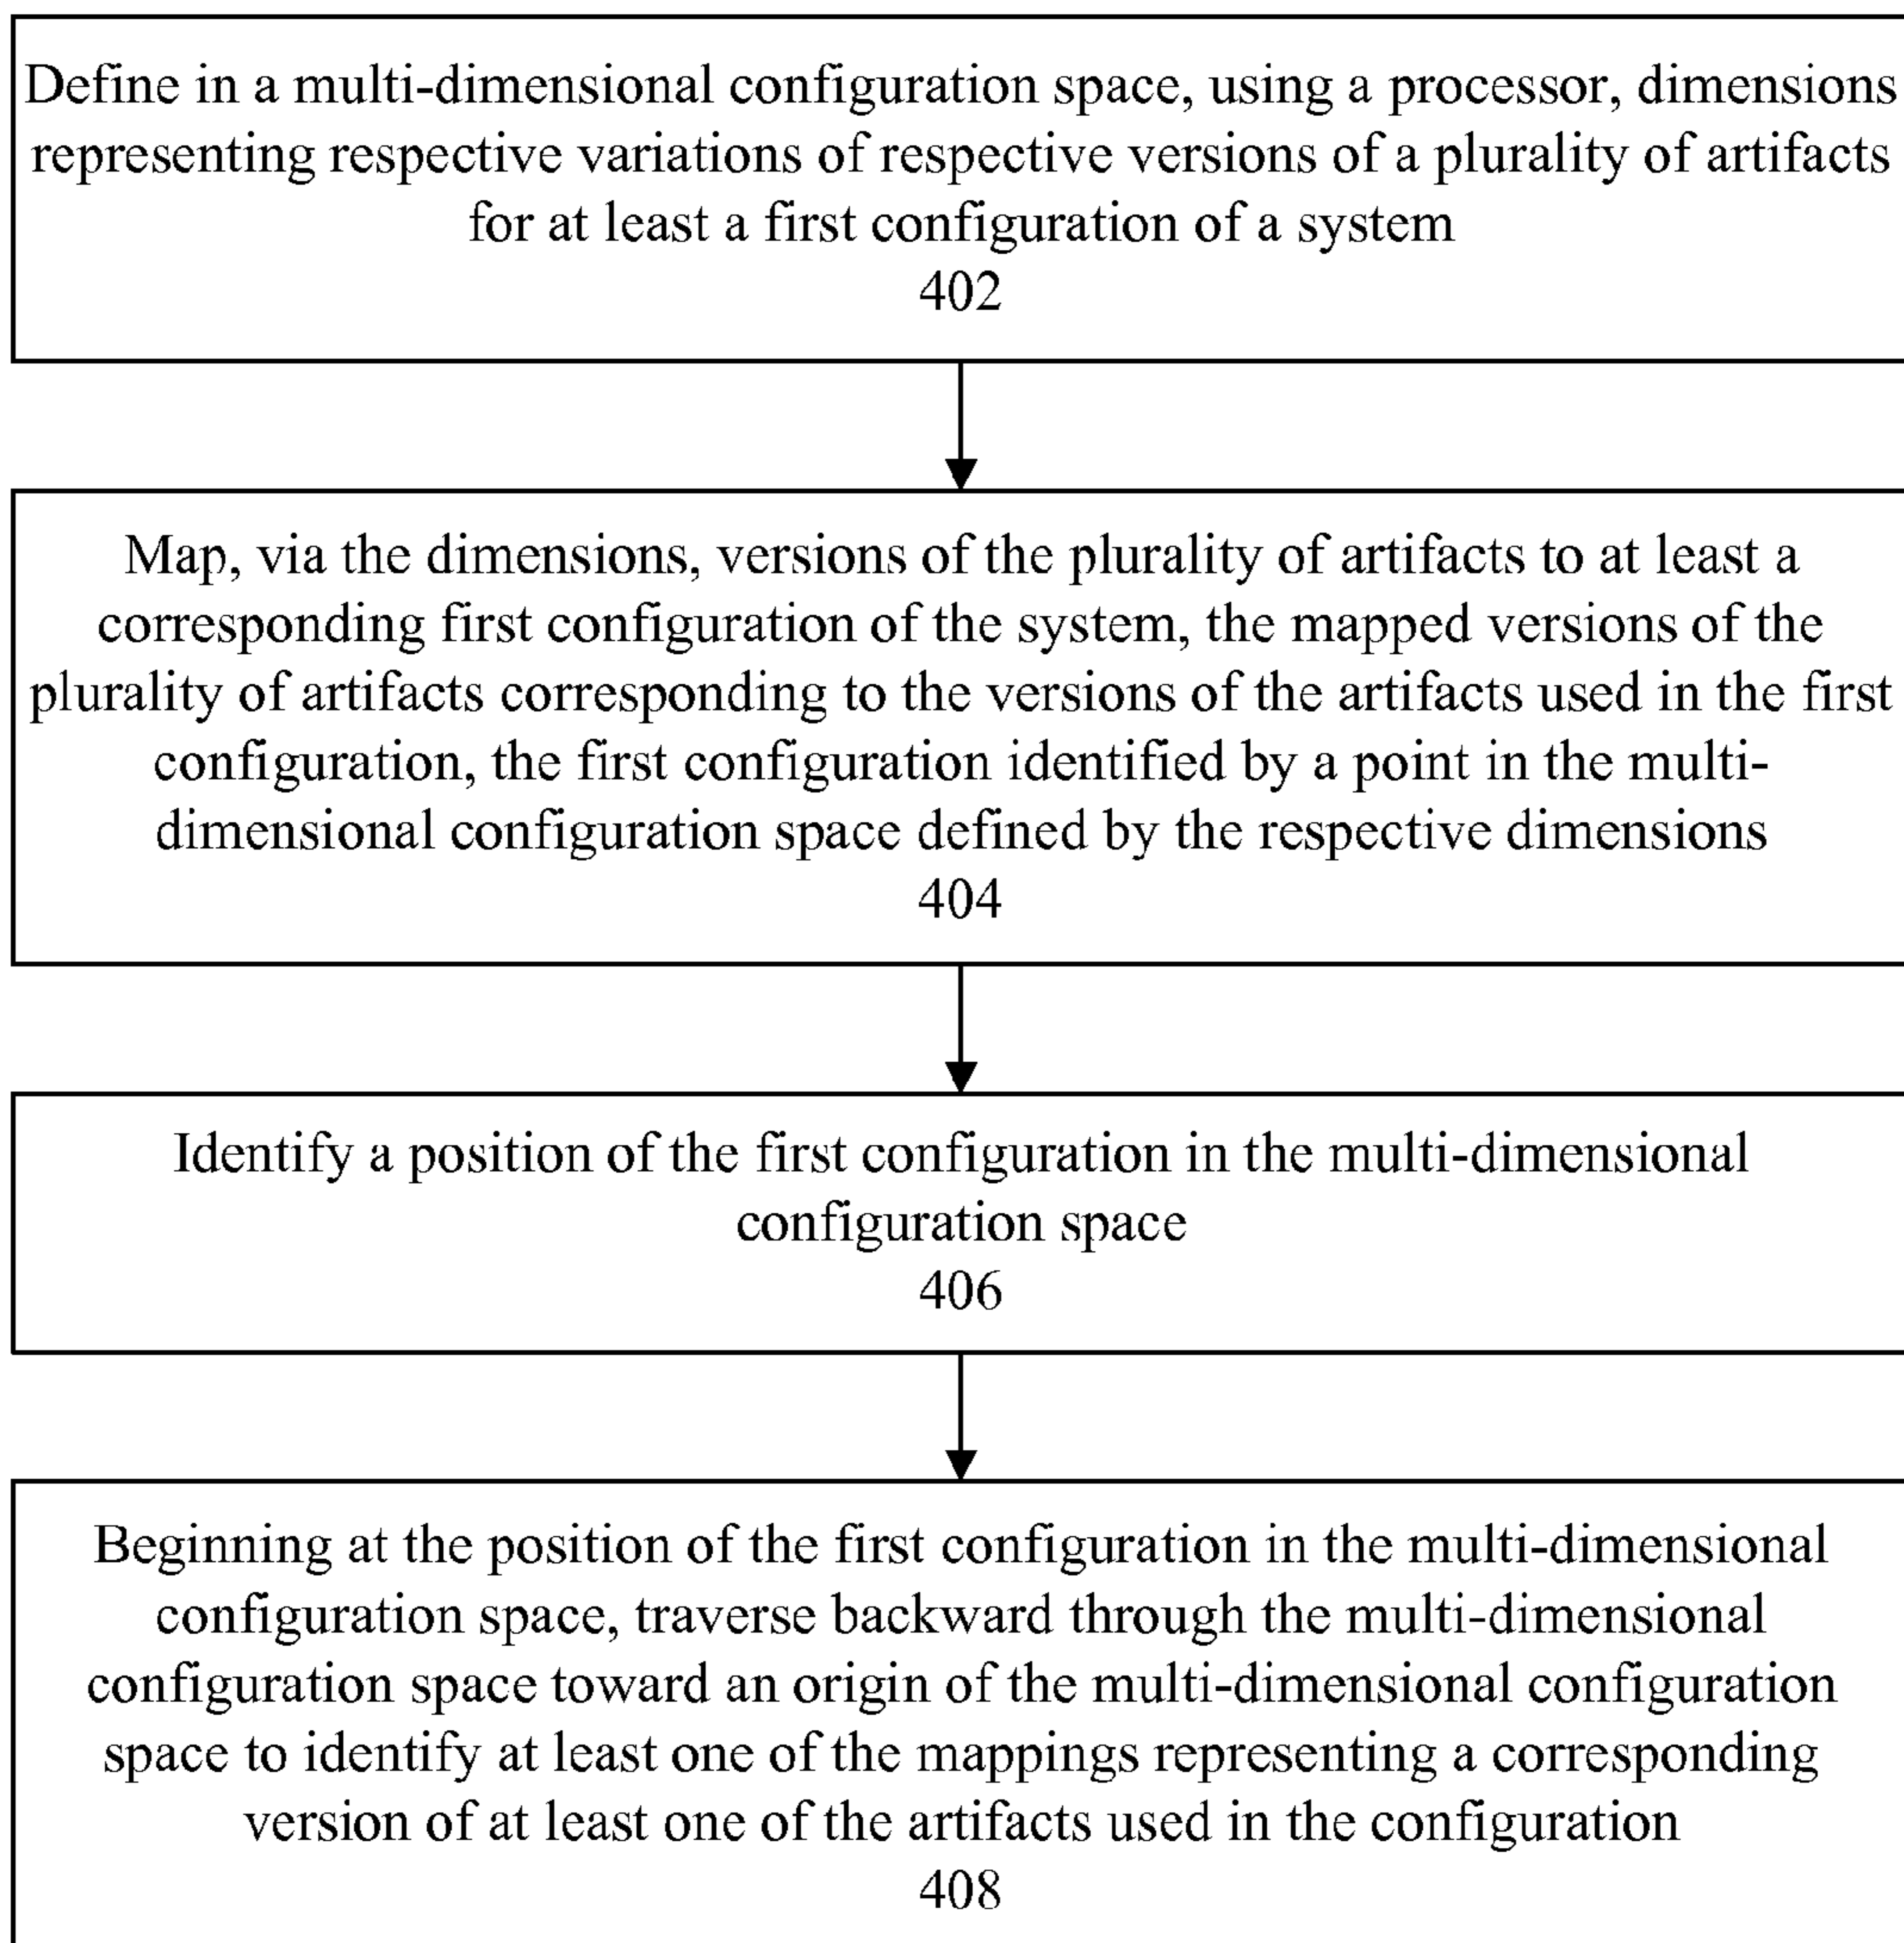 Define in a multi-dimensional configuration space, using a processor, dimensions
representing respective variations of respective versions of a plurality of artifacts
for at least a first configuration of a system
402
Map, via the dimensions, versions of the plurality of artifacts to at least a
corresponding first configuration of the system, the mapped versions of the
plurality of artifacts corresponding to the versions of the artifacts used in the first
configuration, the first configuration identified by a point in the multi-
dimensional configuration space defined by the respective dimensions
404
Identify a position of the first configuration in the multi-dimensional
configuration space
406
Beginning at the position of the first configuration in the multi-dimensional
configuration space, traverse backward through the multi-dimensional
configuration space toward an origin of the multi-dimensional configuration
space to identify at least one of the mappings representing a corresponding
version of at least one of the artifacts used in the configuration
408